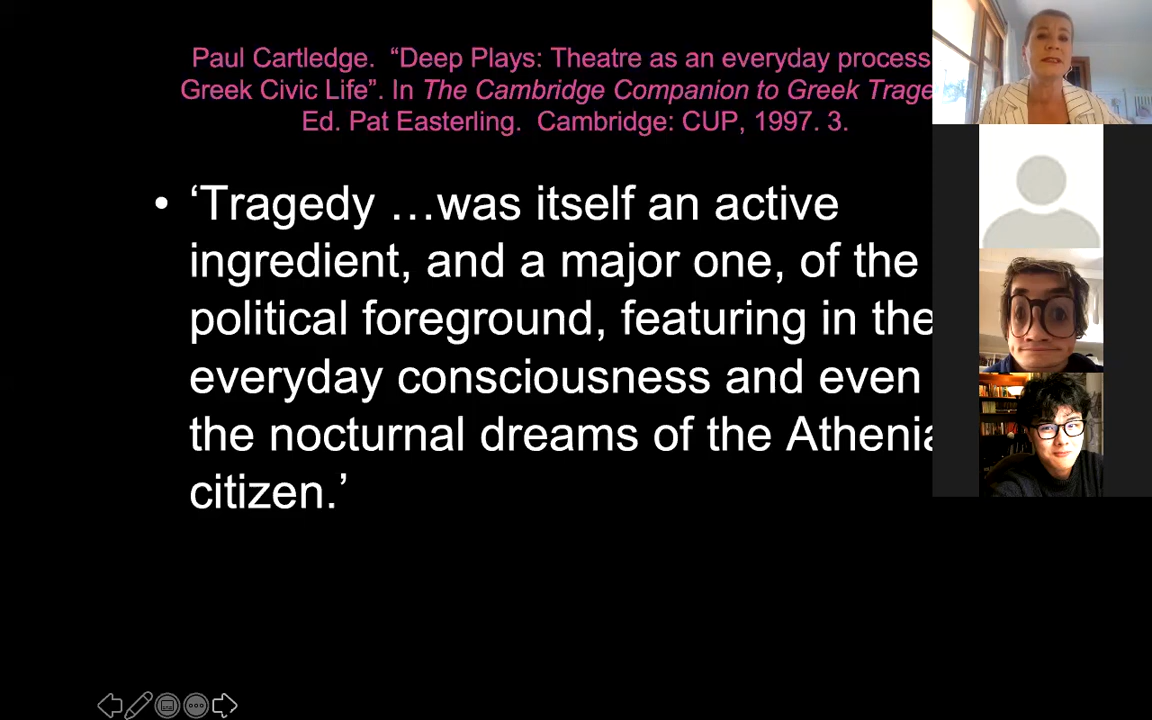 Paul Cartledge. “Deep Plays: Theatre as an everyday process
Greek Civic Life”. In The Cambridge Companion to Greek
Ed. Pat Easterling. Cambridge: CUP, 1997. 3.
• ‘Tragedy …was itself an active
ingredient, and a major one, of the
political foreground, featuring in the
everyday consciousness and even
the nocturnal dreams of the
citizen.’